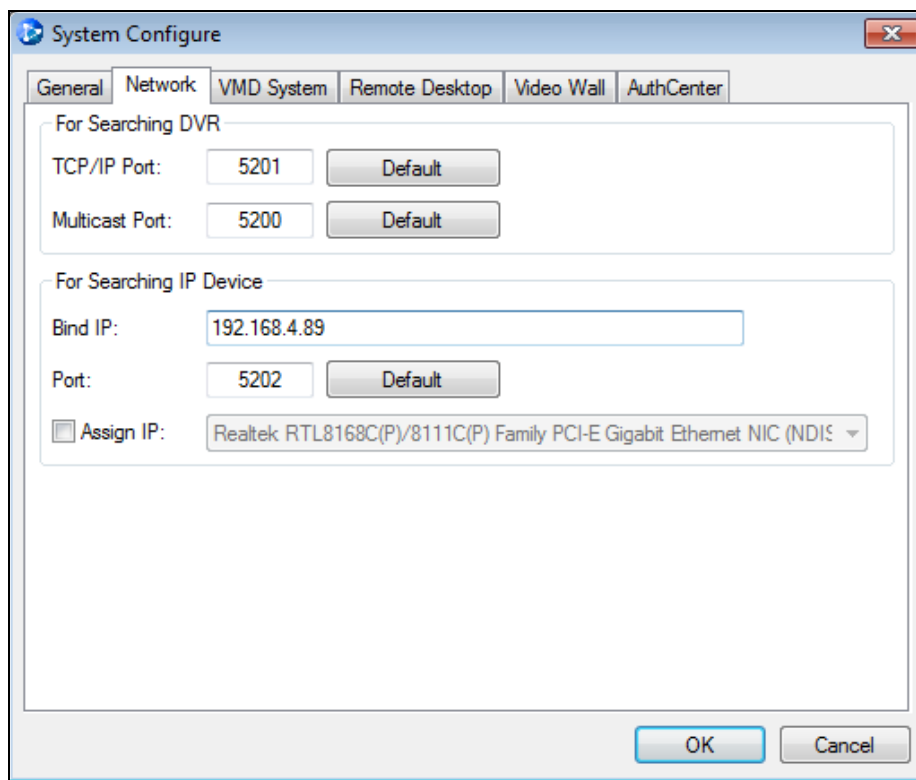 System Configure
General Network VMD System Remote Desktop Video Wall AuthCenter
For Searching DVR
TCP/IP Port: 5201 Default
Multicast Port: 5200 Default
For Searching IP Device
Bind IP: 192.168.4.89
Port: 5202 Default
Assign IP: Realtek RTL8168C(P)/8111C(P) Family PCI-E Gigabit Ethernet NIC (NDIS
OK Cancel